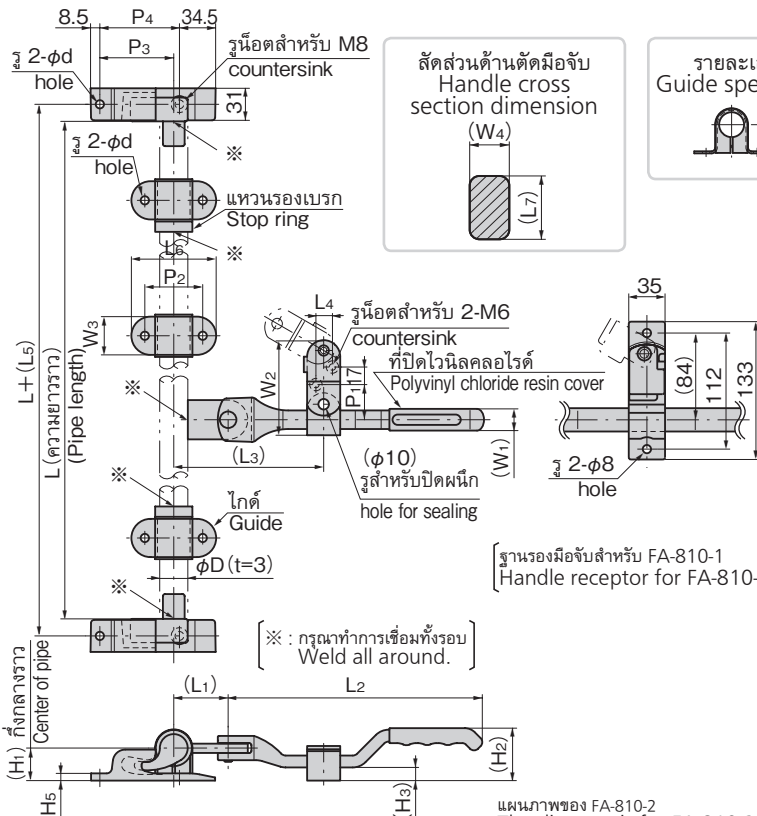 8.5
P4
34.5
P3
รูน็อตสำหรับ M8
countersink
รู 2-φd
hole
31
※
รู 2-φd
hole
แหวนรองเบรก
Stop ring
※
L6
P2
W3
สัดส่วนด้านตัดมือจับ
Handle cross
section dimension
(W4)
(L7)
L4
รูน็อตสำหรับ 2-M6
countersink
ที่ปิดไวนิลคลอไรด์
Polyvinyl chloride resin cover
W2
17
P1
※
(L3)
(φ10)
รูสำหรับปิดผนึก
hole for sealing
(W1)
35
(84)
112
133
รู 2-φ8
hole
L+(L5)
L(ความยาวราว)
(Pipe length)
※
ไกด์
Guide
φD(t=3)
※
ฐานรองมือจับสำหรับ FA-810-1
※ : กรุณาทำการเชื่อมทั้งรอบ
Weld all around.
(H1)
กึ่งกลางราว
Center of pipe
(L1)
L2
(H2)
H5
H3)
แผนภาพของ FA-810-2